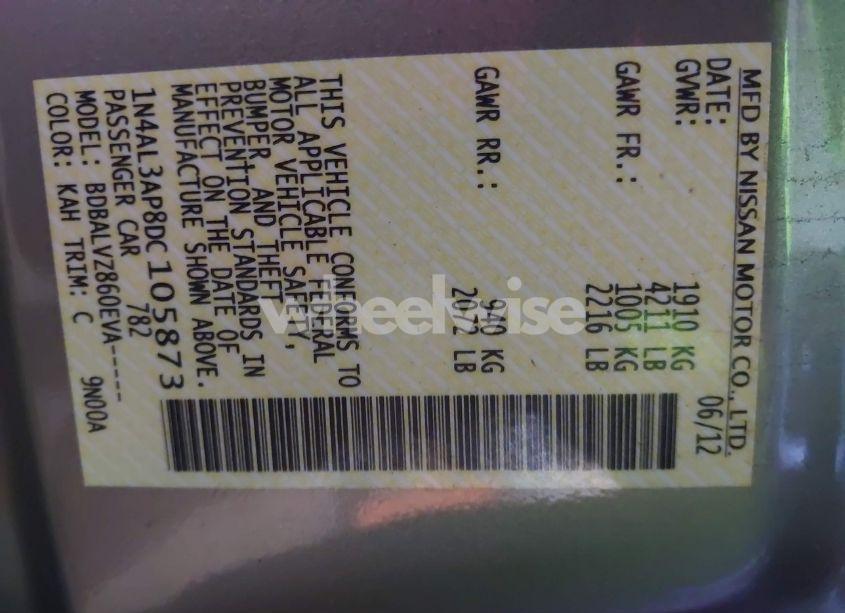 MFD BY NISSAN MOTOR CO., LTD.
DATE: 06/12
GVWR: 1910 KG
4211 LB
GAWR FR.: 1005 KG
2216 LB
GAWR RR.: 940 KG
2072 LB
THIS VEHICLE CONFORMS TO
ALL APPLICABLE FEDERAL
MOTOR VEHICLE SAFETY,
BUMPER AND THEFT
PREVENTION STANDARDS IN
EFFECT ON THE DATE OF
MANUFACTURE SHOWN ABOVE.
1N4AL3AP8DC105873
PASSENGER CAR 782
MODEL: BDBALVZ860EVA-----
COLOR: KAH TRIM: C 9N00A
wheelwise